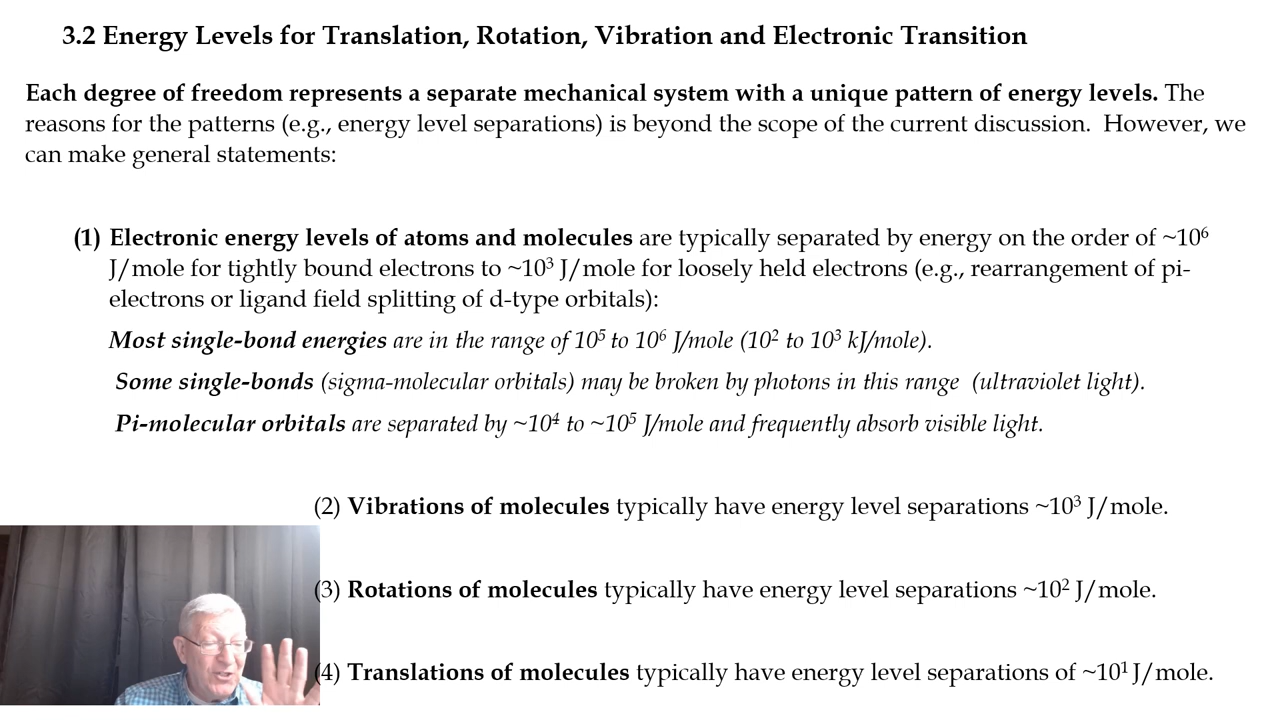 3.2 Energy Levels for Translation, Rotation, Vibration and Electronic Transition
Each degree of freedom represents a separate mechanical system with a unique pattern of energy levels. The
reasons for the patterns (e.g., energy level separations) is beyond the scope of the current discussion.  However, we
can make general statements:
(1) Electronic energy levels of atoms and molecules are typically separated by energy on the order of ~10⁶
J/mole for tightly bound electrons to ~10³ J/mole for loosely held electrons (e.g., rearrangement of pi-
electrons or ligand field splitting of d-type orbitals):
Most single-bond energies are in the range of 10⁵ to 10⁶ J/mole (10² to 10³ kJ/mole).
Some single-bonds (sigma-molecular orbitals) may be broken by photons in this range  (ultraviolet light).
Pi-molecular orbitals are separated by ~10⁴ to ~10⁵ J/mole and frequently absorb visible light.
(2) Vibrations of molecules typically have energy level separations ~10³ J/mole.
(3) Rotations of molecules typically have energy level separations ~10² J/mole.
(4) Translations of molecules typically have energy level separations of ~10¹ J/mole.